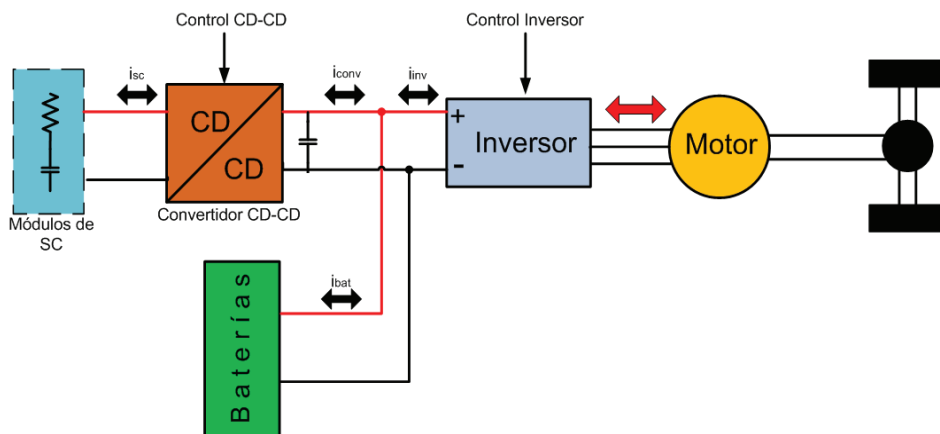 Control CD-CD
Control Inversor
isc
iconv
iinv
CD
CD
+
-
Inversor
Motor
Convertidor CD-CD
Módulos de
SC
ibat
Baterías